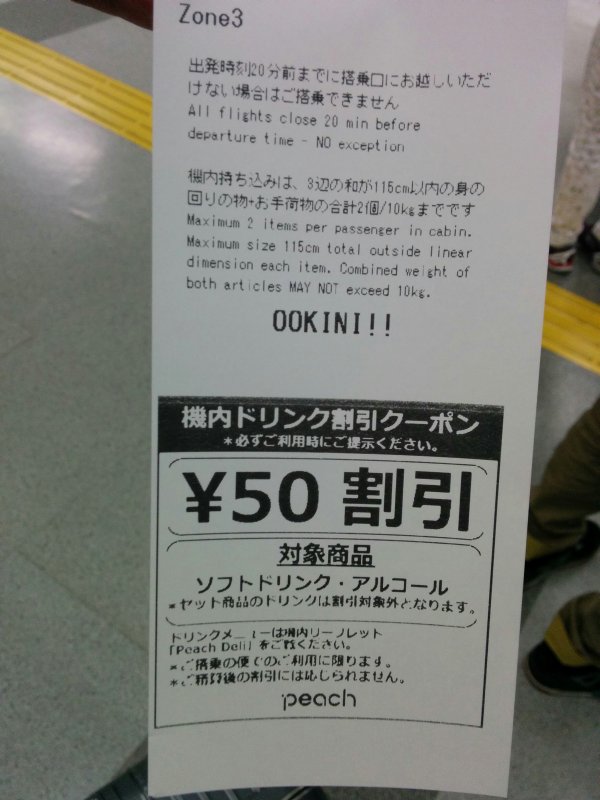 Zone3
出発時刻20分前までに搭乗口にお越しいただ
けない場合はご搭乗できません
All flights close 20 min before
departure time - NO exception
機内持ち込みは、3辺の和が115cm以内の身の
回りの物+お手荷物の合計2個/10kgまでです
Maximum 2 items per passenger in cabin.
Maximum size 115cm total outside linear
dimension each item. Combined weight of
both articles MAY NOT exceed 10kg.
OOKINI!!
機内ドリンク割引クーポン
*必ずご利用時にご提示ください。
¥50 割引
対象商品
ソフトドリンク・アルコール
*セット商品のドリンクは割引対象外となります。
ドリンクメニューは機内リーフレット
「Peach Deli」をご覧ください。
*ご搭乗の便でのご利用に限ります。
*ご精算後の割引には応じられません。
peach